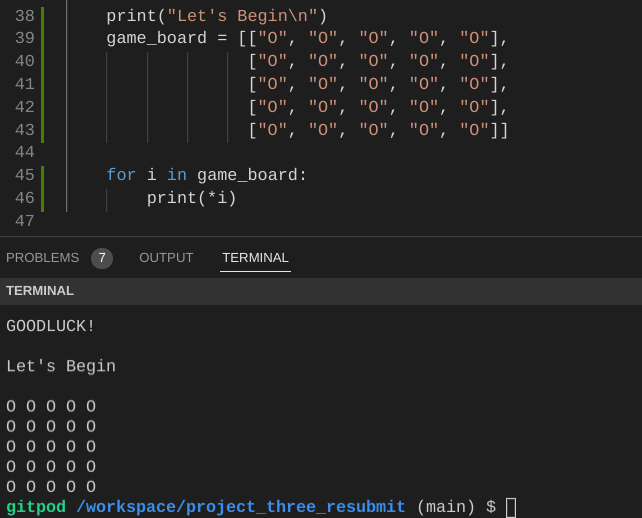 38 print("Let's Begin\n")
39 game_board = [["O", "O", "O", "O", "O"],
40 ["O", "O", "O", "O", "O"],
41 ["O", "O", "O", "O", "O"],
42 ["O", "O", "O", "O", "O"],
43 ["O", "O", "O", "O", "O"]]
44
45 for i in game_board:
46 print(*i)
47
PROBLEMS 7 OUTPUT TERMINAL
TERMINAL
GOODLUCK!
Let's Begin
O O O O O
O O O O O
O O O O O
O O O O O
O O O O O
gitpod /workspace/project_three_resubmit (main) $